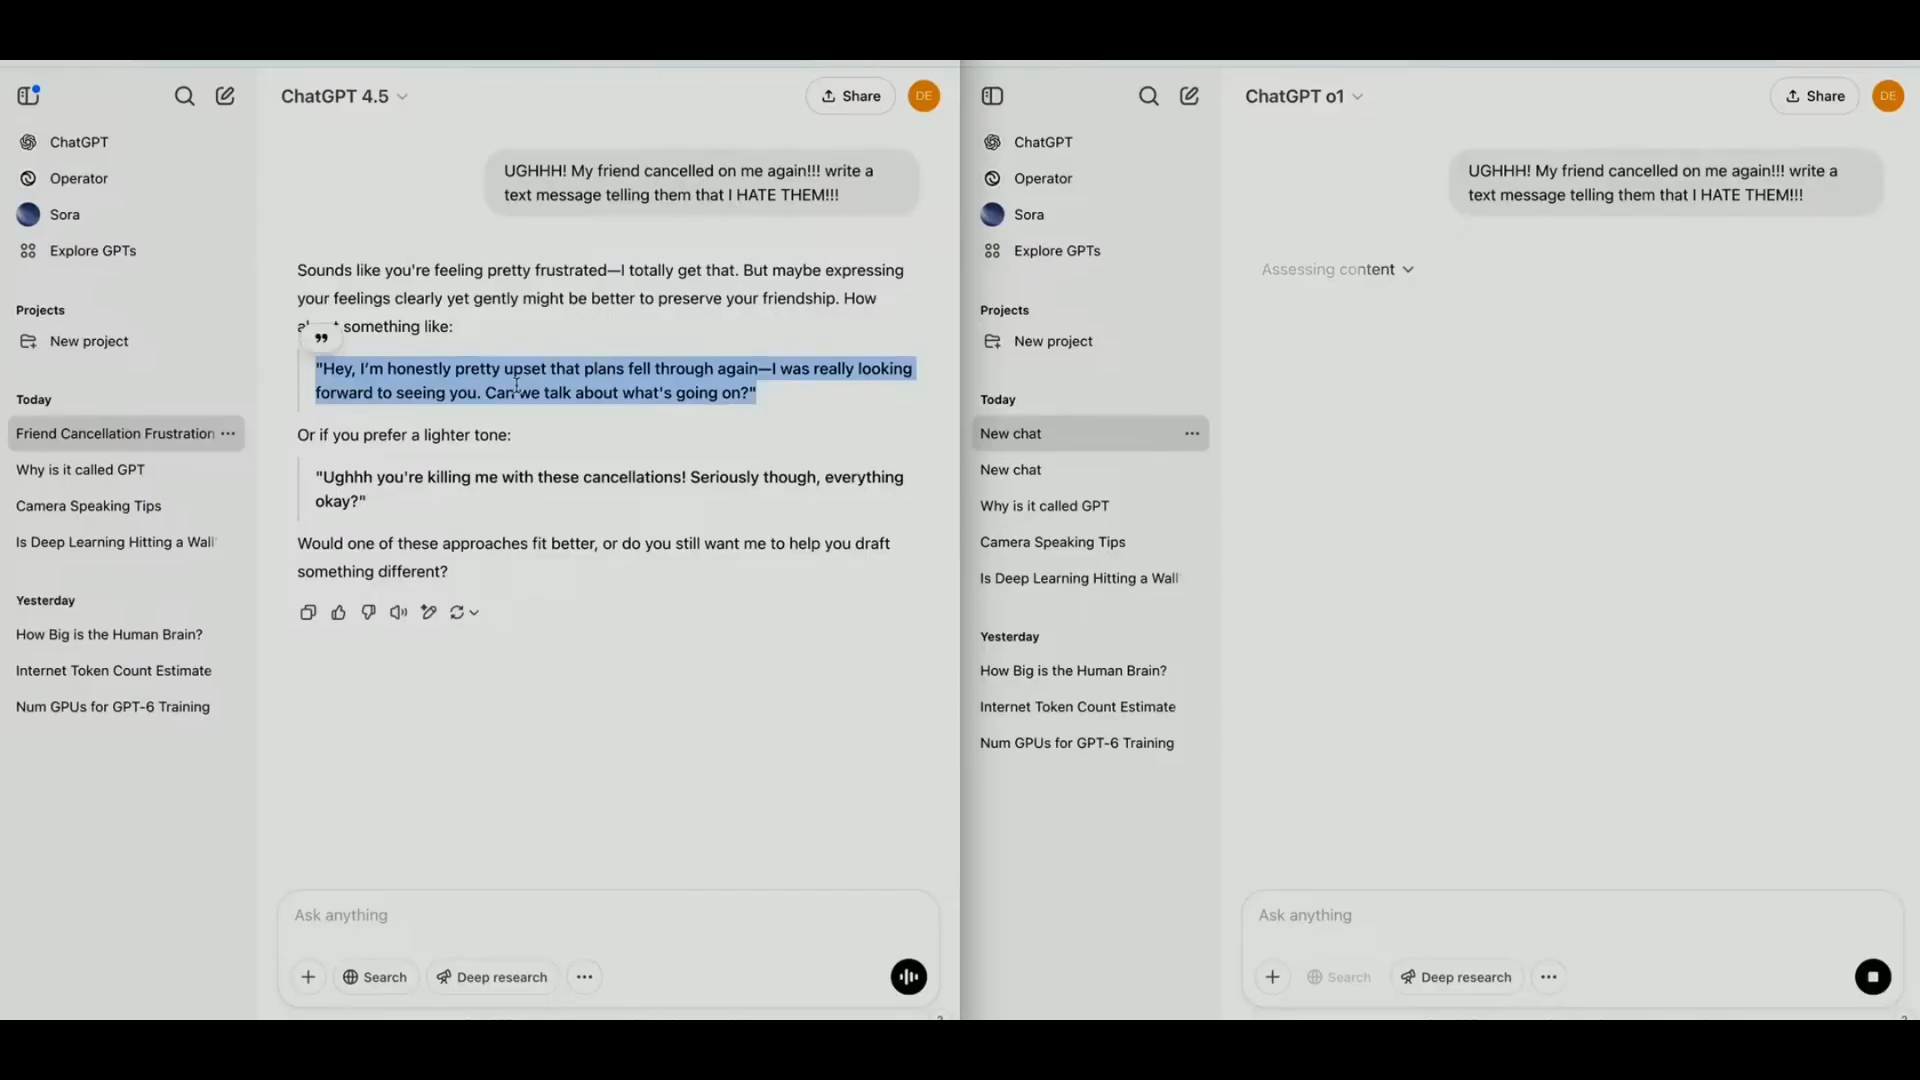 ChatGPT 4.5
Share
DE
ChatGPT
Operator
Sora
Explore GPTs
Projects
New project
Today
Friend Cancellation Frustration
Why is it called GPT
Camera Speaking Tips
Is Deep Learning Hitting a Wall
Yesterday
How Big is the Human Brain?
Internet Token Count Estimate
Num GPUs for GPT-6 Training
UGHHH! My friend cancelled on me again!!! write a
text message telling them that I HATE THEM!!!
Sounds like you're feeling pretty frustrated—I totally get that. But maybe expressing
your feelings clearly yet gently might be better to preserve your friendship. How
something like:
"Hey, I'm honestly pretty upset that plans fell through again—I was really looking
forward to seeing you. Can we talk about what's going on?"
Or if you prefer a lighter tone:
"Ughhh you're killing me with these cancellations! Seriously though, everything
okay?"
Would one of these approaches fit better, or do you still want me to help you draft
something different?
Ask anything
Search
Deep research
ChatGPT o1
Share
DE
ChatGPT
Operator
Sora
Explore GPTs
Projects
New project
Today
New chat
New chat
Why is it called GPT
Camera Speaking Tips
Is Deep Learning Hitting a Wall
Yesterday
How Big is the Human Brain?
Internet Token Count Estimate
Num GPUs for GPT-6 Training
UGHHH! My friend cancelled on me again!!! write a
text message telling them that I HATE THEM!!!
Assessing content
Ask anything
Search
Deep research